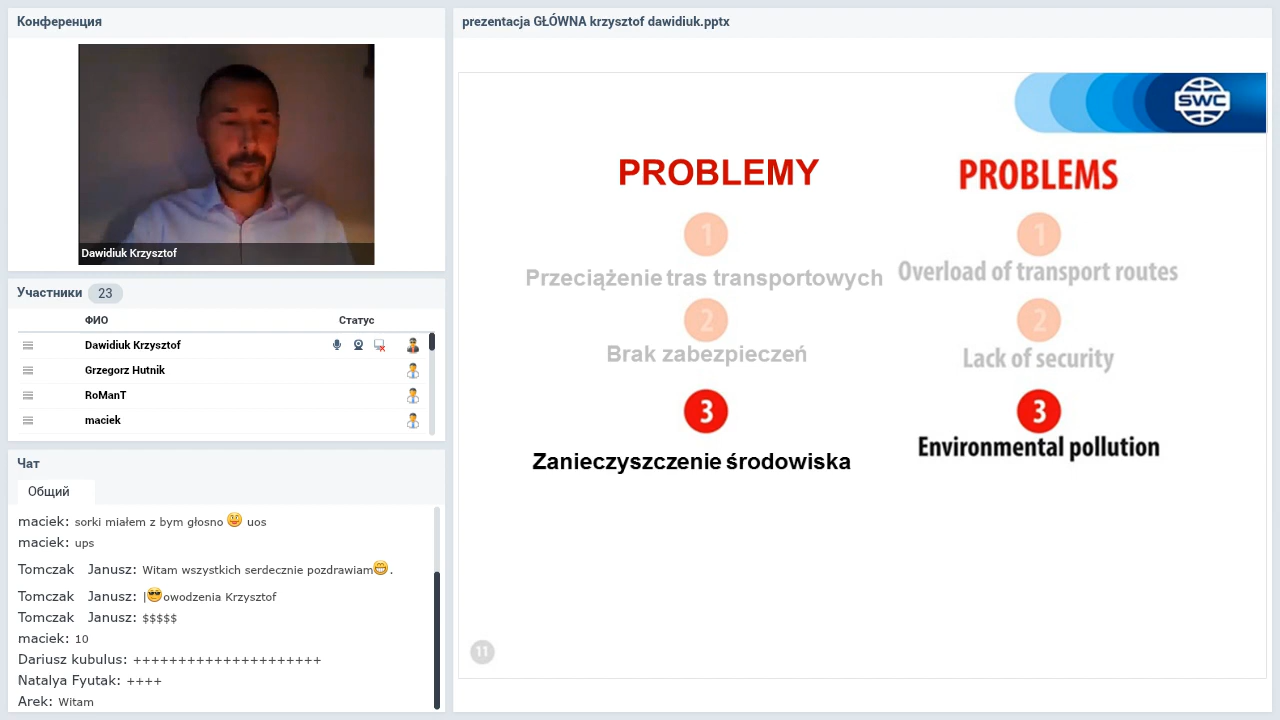 Конференция
Dawidiuk Krzysztof
Участники 23
ФИО Статус
Dawidiuk Krzysztof
Grzegorz Hutnik
RoManT
maciek
Чат
Общий
maciek: sorki miałem z bym głosno uos
maciek: ups
Tomczak Janusz: Witam wszystkich serdecznie pozdrawiam.
Tomczak Janusz: |owodzenia Krzysztof
Tomczak Janusz: $$$$$
maciek: 10
Dariusz kubulus: +++++++++++++++++++++
Natalya Fyutak: ++++
Arek: Witam
prezentacja GŁÓWNA krzysztof dawidiuk.pptx
SWC
PROBLEMY
1
Przeciążenie tras transportowych
2
Brak zabezpieczeń
3
Zanieczyszczenie środowiska
PROBLEMS
1
Overload of transport routes
2
Lack of security
3
Environmental pollution
11